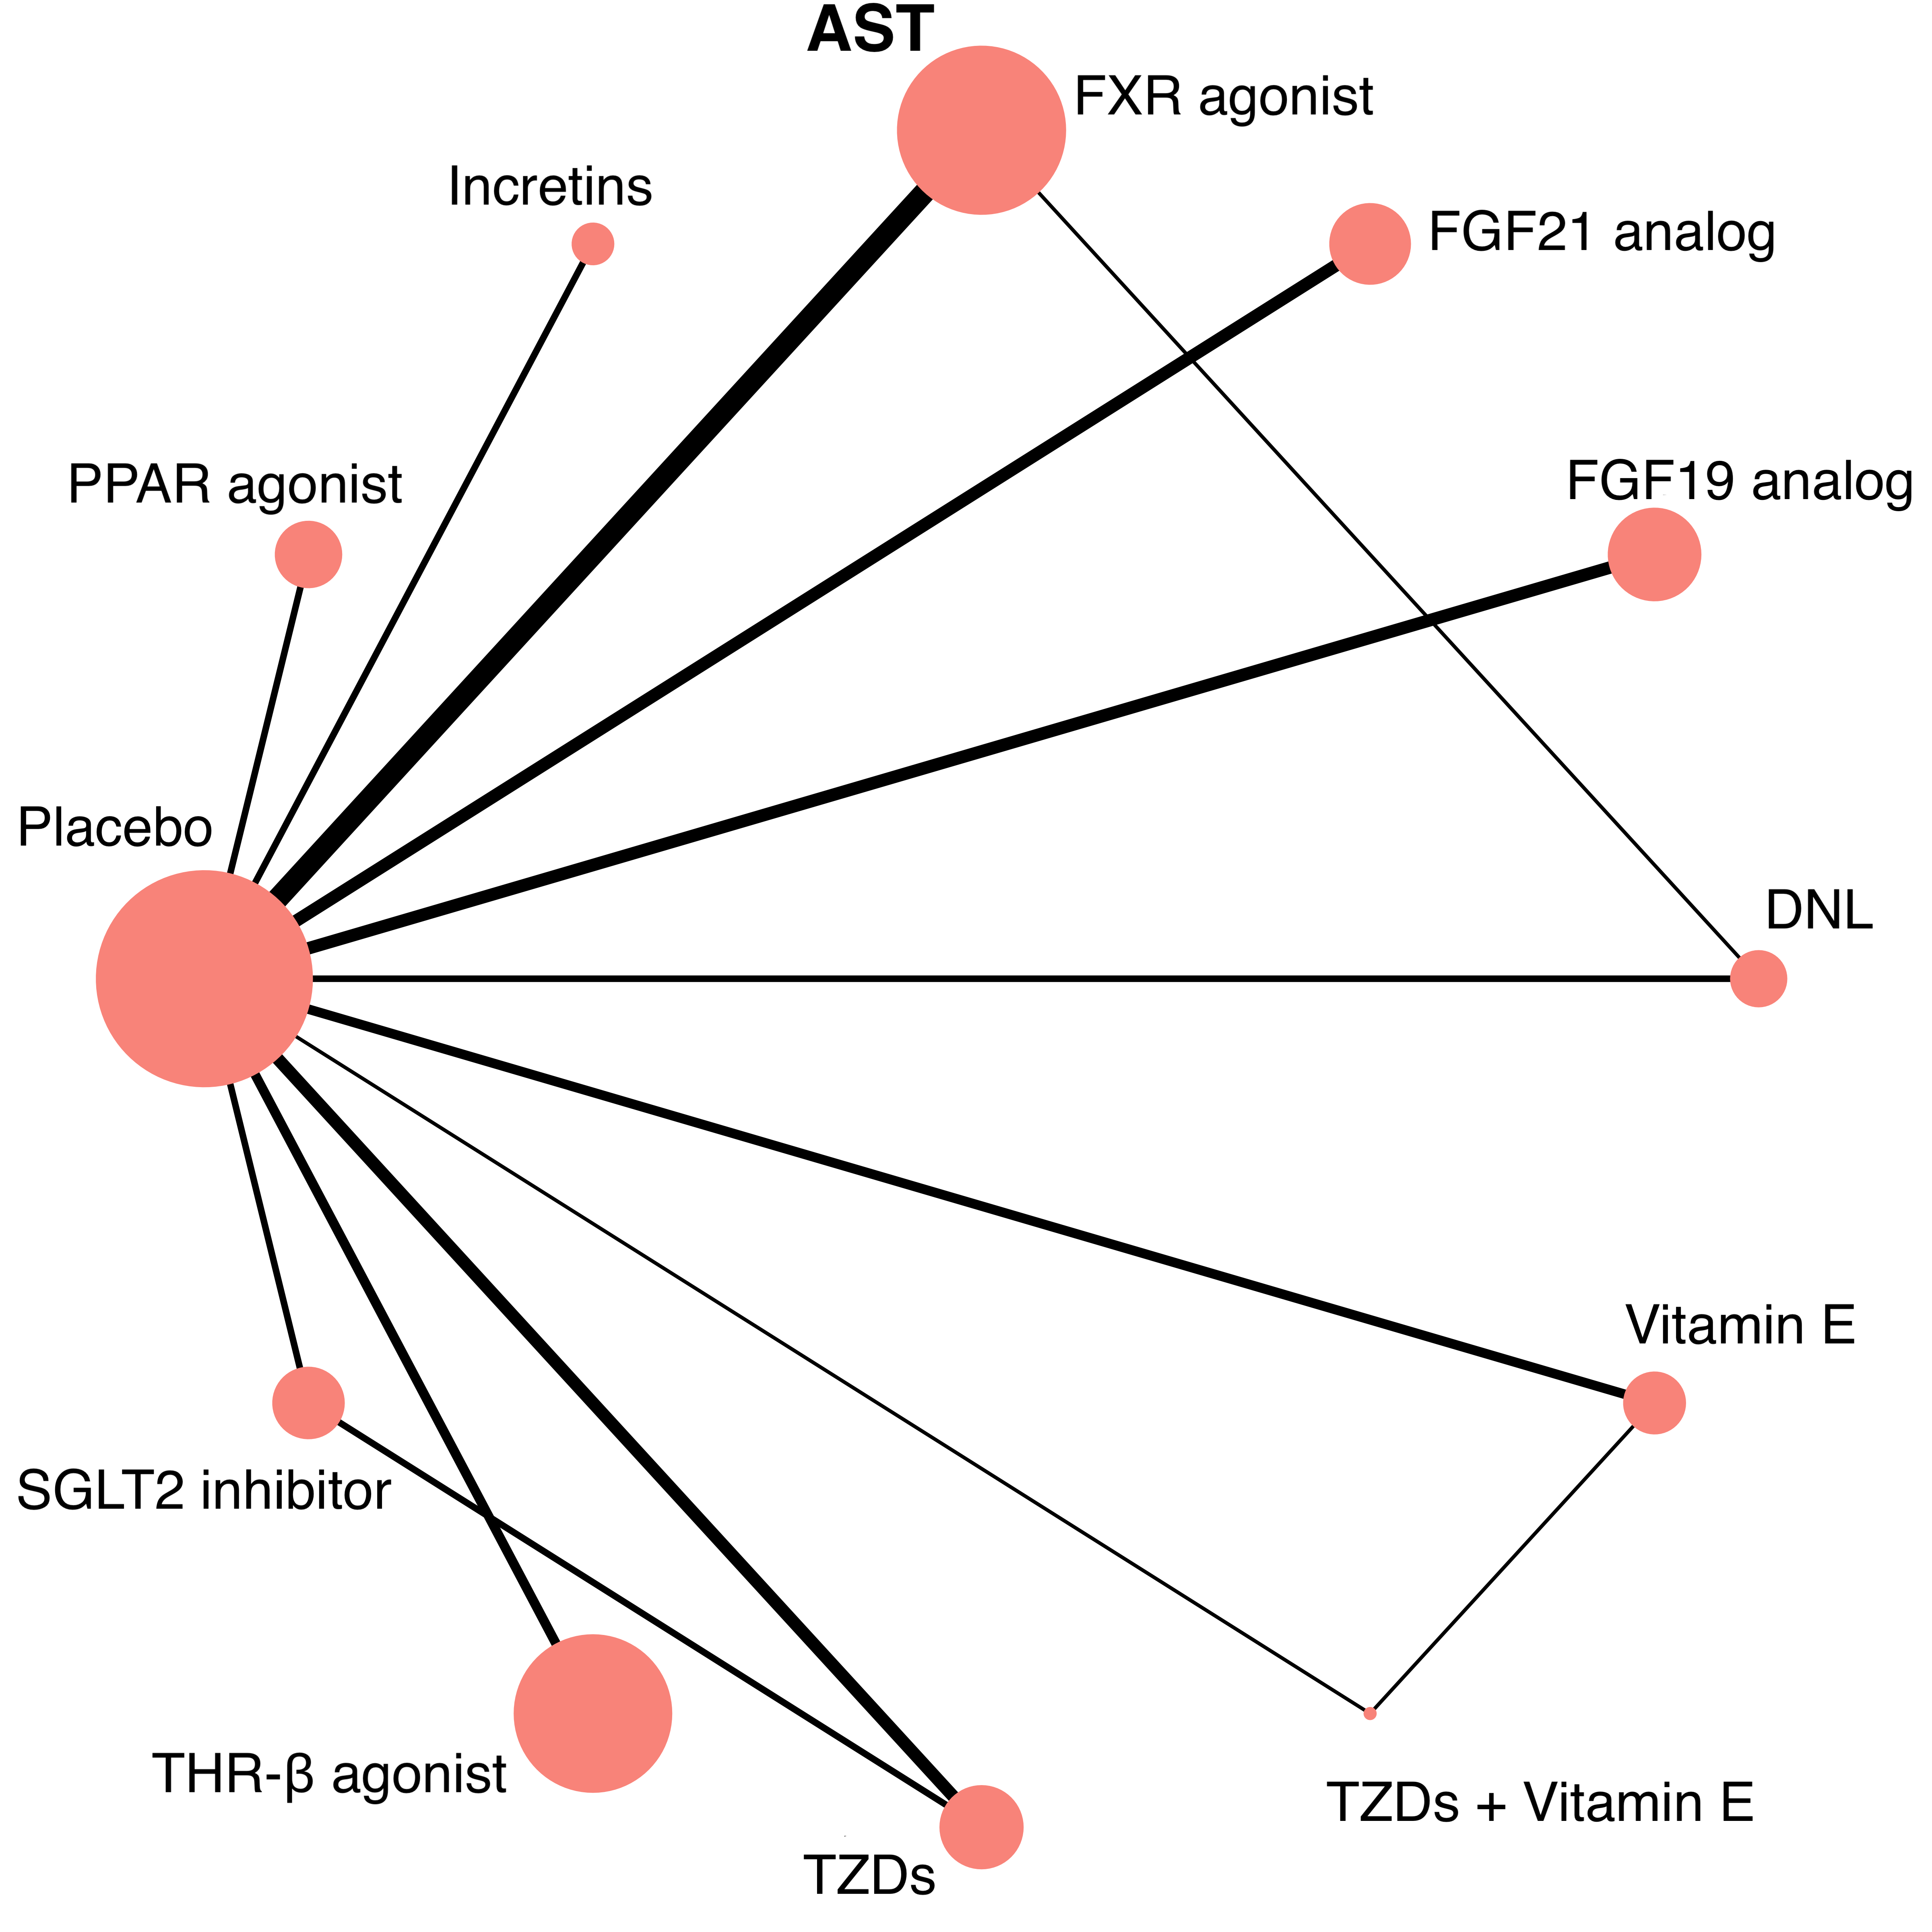 AST
FXR agonist
Incretins
FGF21 analog
PPAR agonist
FGF19 analog
Placebo
DNL
Vitamin E
SGLT2 inhibitor
THR-β agonist
TZDs + Vitamin E
TZDs